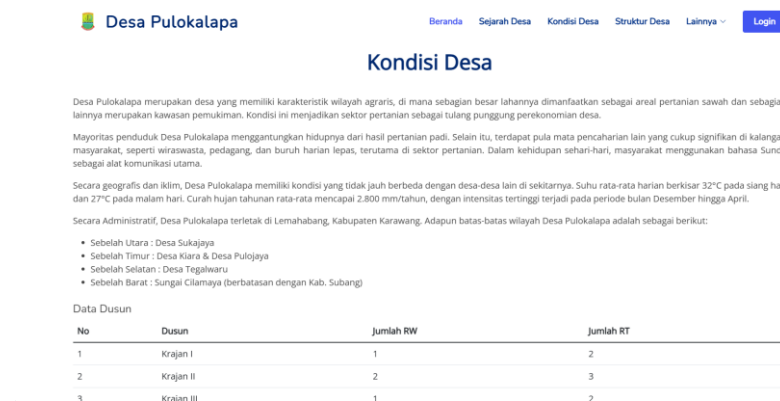 Desa Pulokalapa
Beranda Sejarah Desa Kondisi Desa Struktur Desa Lainnya Login
Kondisi Desa
Desa Pulokalapa merupakan desa yang memiliki karakteristik wilayah agraris, di mana sebagian besar lahannya dimanfaatkan sebagai areal pertanian sawah dan
lainnya merupakan kawasan pemukiman. Kondisi ini menjadikan sektor pertanian sebagai tulang punggung perekonomian desa.
Mayoritas penduduk Desa Pulokalapa menggantungkan hidupnya dari hasil pertanian padi. Selain itu, terdapat pula mata pencaharian lain yang cukup signifikan di
masyarakat, seperti wiraswasta, pedagang, dan buruh harian lepas, terutama di sektor pertanian. Dalam kehidupan sehari-hari, masyarakat menggunakan bahasa
sebagai alat komunikasi utama.
Secara geografis dan iklim, Desa Pulokalapa memiliki kondisi yang tidak jauh berbeda dengan desa-desa lain di sekitarnya. Suhu rata-rata harian berkisar 32°C pada siang
dan 27°C pada malam hari. Curah hujan tahunan rata-rata mencapai 2.800 mm/tahun, dengan intensitas tertinggi terjadi pada periode bulan Desember hingga April.
Secara Administratif, Desa Pulokalapa terletak di Lemahabang, Kabupaten Karawang. Adapun batas-batas wilayah Desa Pulokalapa adalah sebagai berikut:
Sebelah Utara : Desa Sukajaya
Sebelah Timur : Desa Kiara & Desa Pulojaya
Sebelah Selatan : Desa Tegalwaru
Sebelah Barat : Sungai Cilamaya (berbatasan dengan Kab. Subang)
Data Dusun
No Dusun Jumlah RW Jumlah RT
1 Krajan I 1 2
2 Krajan II 2 3
3 Krajan III 1 2